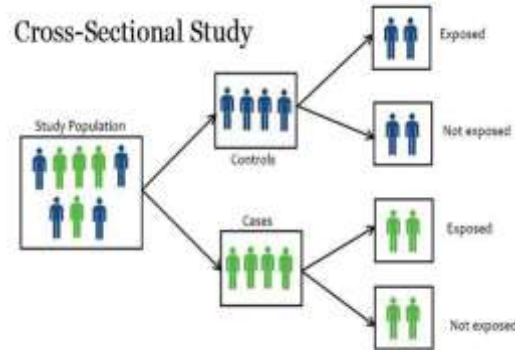 Cross-Sectional Study
Exposed
Study Population
Not exposed
Controls
Cases
Exposed
Not exposed